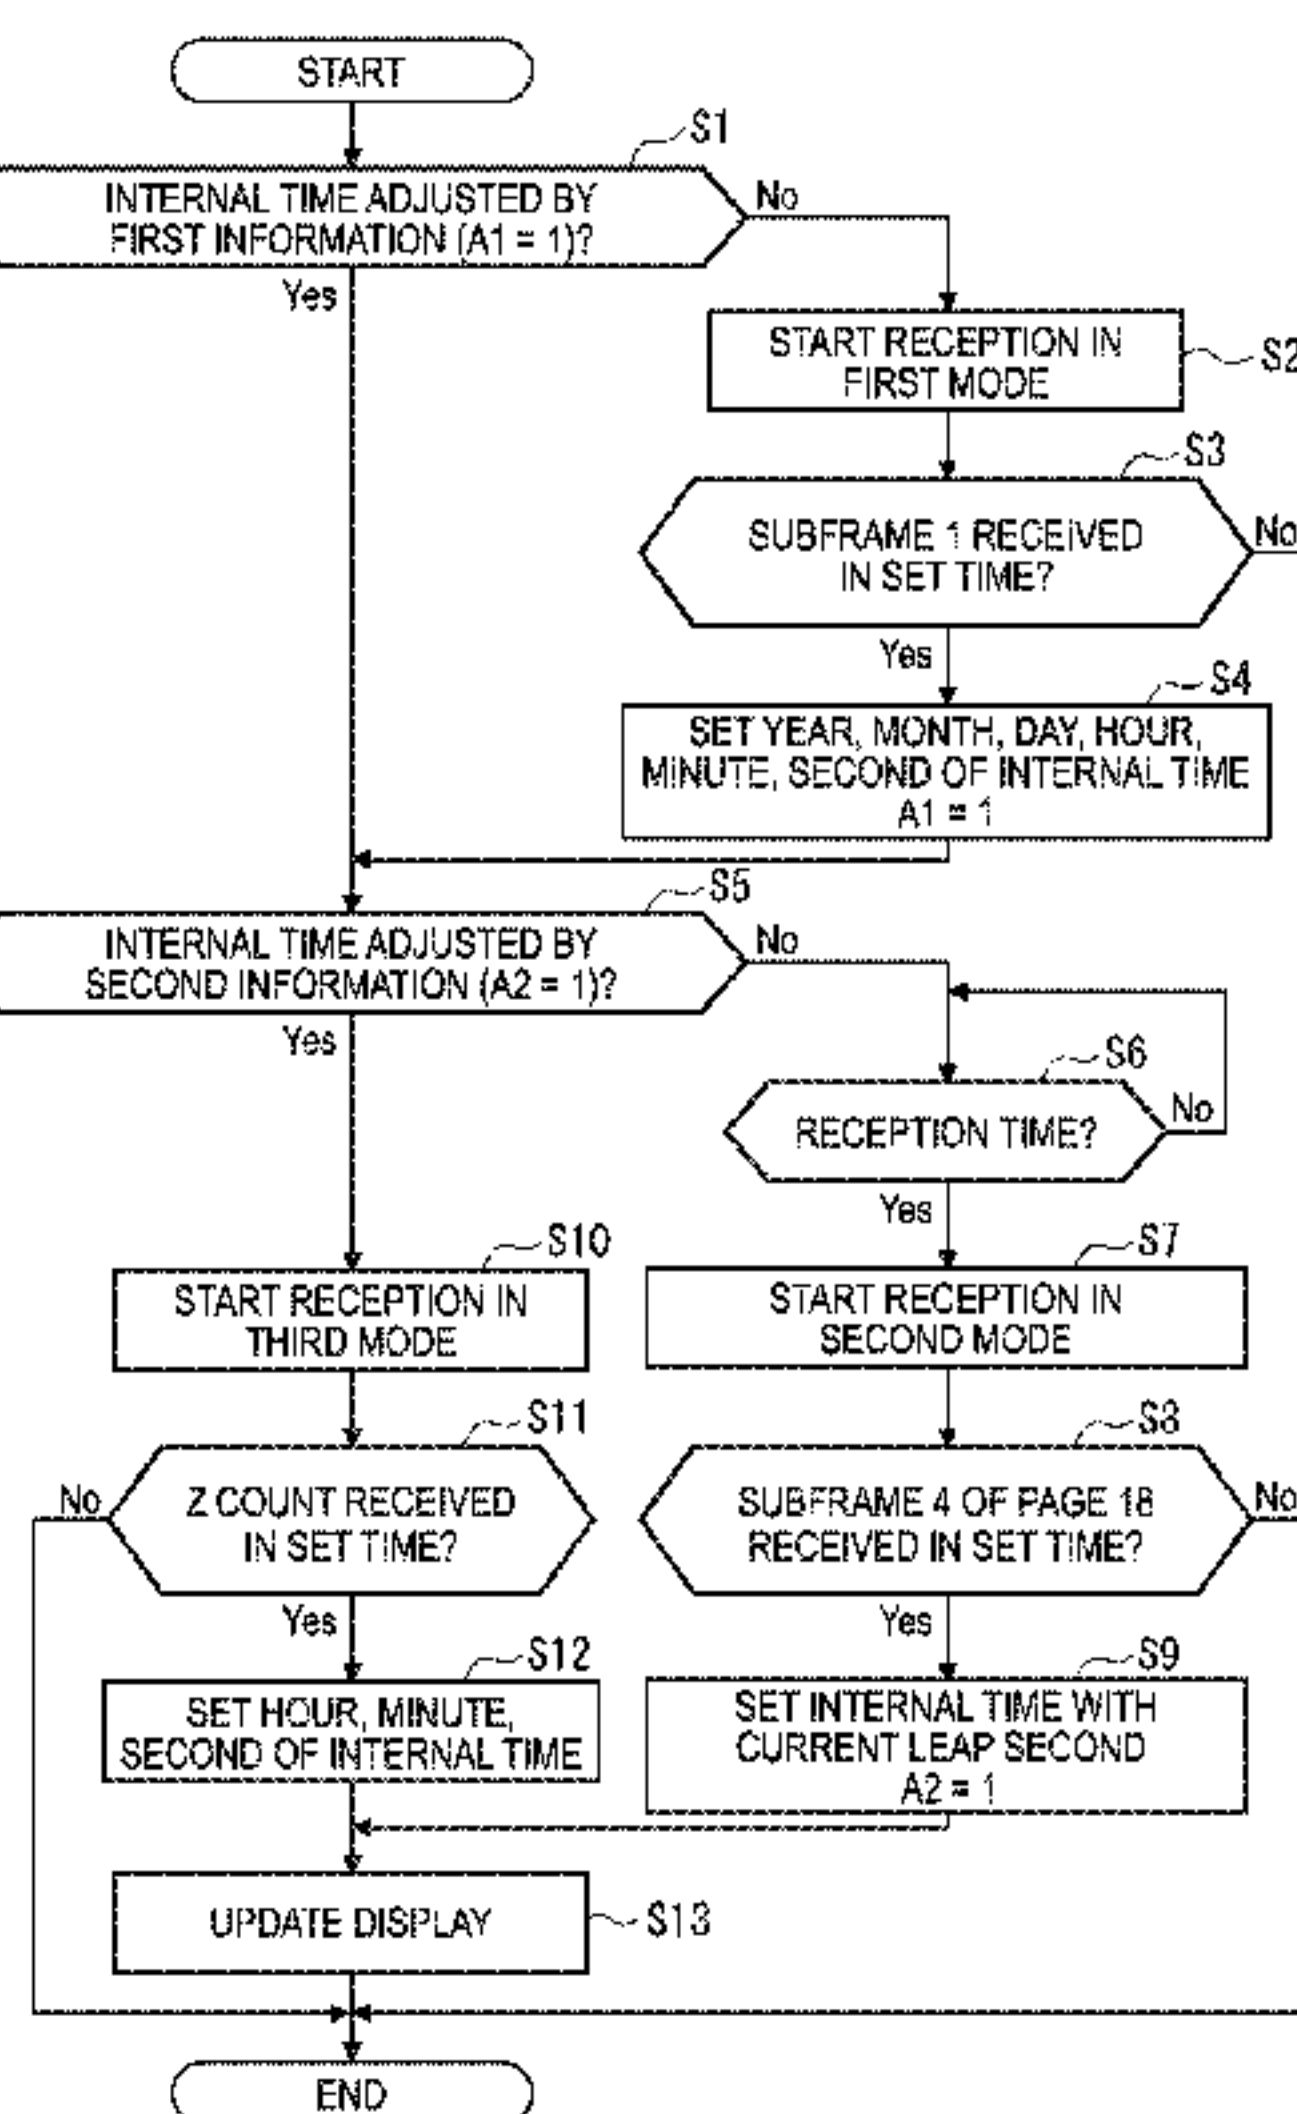 START
S1
INTERNAL TIME ADJUSTED BY
FIRST INFORMATION (A1 = 1)?
No
Yes
START RECEPTION IN
FIRST MODE
S2
S3
SUBFRAME 1 RECEIVED
IN SET TIME?
No
Yes
S4
SET YEAR, MONTH, DAY, HOUR,
MINUTE, SECOND OF INTERNAL TIME
A1 = 1
S5
INTERNAL TIME ADJUSTED BY
SECOND INFORMATION (A2 = 1)?
No
Yes
S6
RECEPTION TIME?
No
Yes
S7
START RECEPTION IN
SECOND MODE
S10
START RECEPTION IN
THIRD MODE
S11
Z COUNT RECEIVED
IN SET TIME?
No
Yes
S8
SUBFRAME 4 OF PAGE 18
RECEIVED IN SET TIME?
No
Yes
S12
SET HOUR, MINUTE,
SECOND OF INTERNAL TIME
S9
SET INTERNAL TIME WITH
CURRENT LEAP SECOND
A2 = 1
UPDATE DISPLAY
S13
END